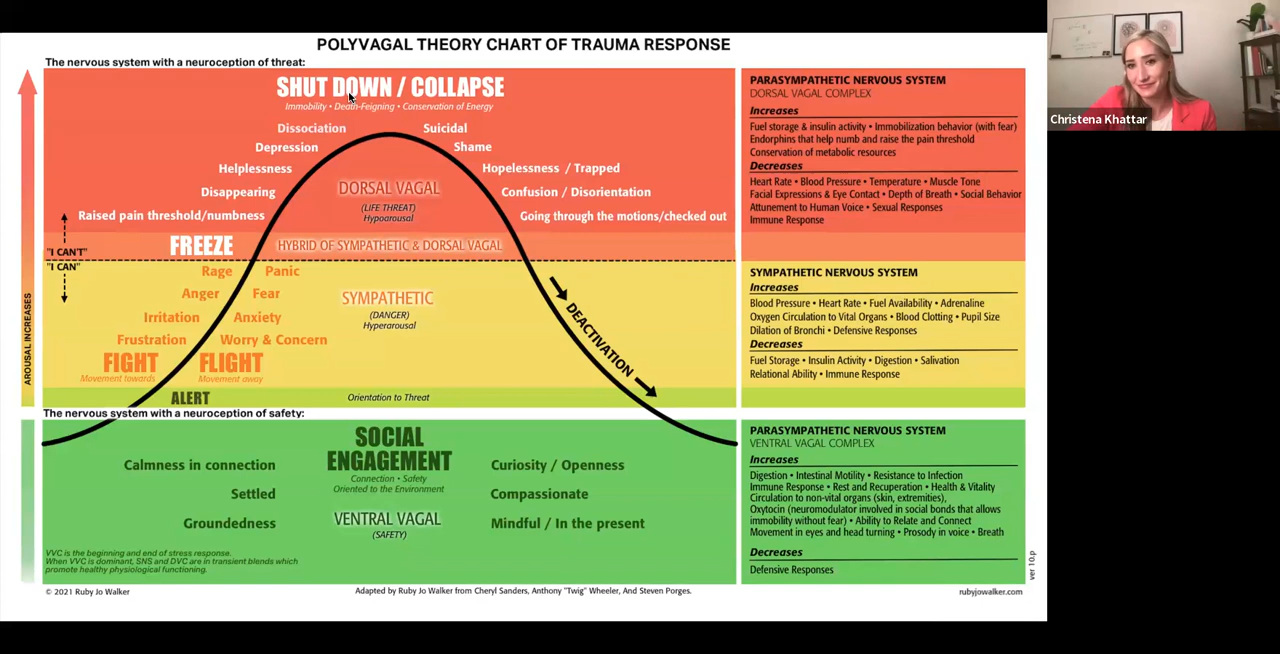 POLYVAGAL THEORY CHART OF TRAUMA RESPONSE
The nervous system with a neuroception of threat:
SHUT DOWN / COLLAPSE
Immobility • Death-Feigning • Conservation of Energy
Dissociation
Suicidal
Depression
Shame
Helplessness
Hopelessness / Trapped
Disappearing
DORSAL VAGAL
Confusion / Disorientation
(LIFE THREAT)
Hypoarousal
Raised pain threshold/numbness
Going through the motions/checked out
"I CAN'T"
FREEZE
HYBRID OF SYMPATHETIC & DORSAL VAGAL
"I CAN"
Rage
Panic
Anger
Fear
SYMPATHETIC
(DANGER)
Hyperarousal
Irritation
Anxiety
Frustration
Worry & Concern
FIGHT
Movement towards
FLIGHT
Movement away
DEACTIVATION
AROUSAL INCREASES
ALERT
Orientation to Threat
The nervous system with a neuroception of safety:
SOCIAL
ENGAGEMENT
Connection • Safety
Oriented to the Environment
Calmness in connection
Curiosity / Openness
Settled
Compassionate
Groundedness
VENTRAL VAGAL
(SAFETY)
Mindful / In the present
VVC is the beginning and end of stress response.
When VVC is dominant, SNS and DVC are in transient blends which
promote healthy physiological functioning.
PARASYMPATHETIC NERVOUS SYSTEM
DORSAL VAGAL COMPLEX
Increases
Fuel storage & insulin activity • Immobilization behavior (with fear)
Endorphins that help numb and raise the pain threshold
Conservation of metabolic resources
Decreases
Heart Rate • Blood Pressure • Temperature • Muscle Tone
Facial Expressions & Eye Contact • Depth of Breath • Social Behavior
Attunement to Human Voice • Sexual Responses
Immune Response
SYMPATHETIC NERVOUS SYSTEM
Increases
Blood Pressure • Heart Rate • Fuel Availability • Adrenaline
Oxygen Circulation to Vital Organs • Blood Clotting • Pupil Size
Dilation of Bronchi • Defensive Responses
Decreases
Fuel Storage • Insulin Activity • Digestion • Salivation
Relational Ability • Immune Response
PARASYMPATHETIC NERVOUS SYSTEM
VENTRAL VAGAL COMPLEX
Increases
Digestion • Intestinal Motility • Resistance to Infection
Immune Response • Rest and Recuperation • Health & Vitality
Circulation to non-vital organs (skin, extremities),
Oxytocin (neuromodulator involved in social bonds that allows
immobility without fear) • Ability to Relate and Connect
Movement in eyes and head turning • Prosody in voice • Breath
Decreases
Defensive Responses
ver 10.p
© 2021 Ruby Jo Walker
Adapted by Ruby Jo Walker from Cheryl Sanders, Anthony "Twig" Wheeler, And Steven Porges.
rubyjowalker.com
Christena Khattar